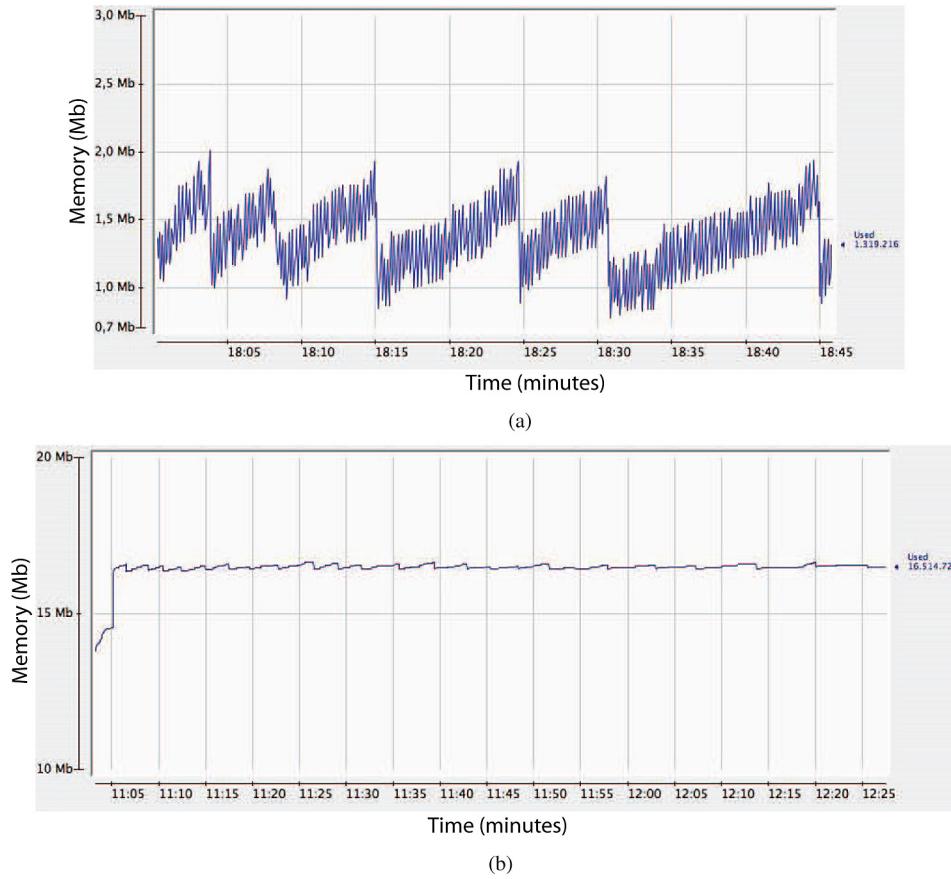 3,0 Mb
2,5 Mb
2,0 Mb
1,5 Mb
1,0 Mb
0,7 Mb
Memory (Mb)
Used
1.319.216
18:05 18:10 18:15 18:20 18:25 18:30 18:35 18:40 18:45
Time (minutes)
(a)
20 Mb
15 Mb
10 Mb
Memory (Mb)
Used
16.514.72
11:05 11:10 11:15 11:20 11:25 11:30 11:35 11:40 11:45 11:50 11:55 12:00 12:05 12:10 12:15 12:20 12:25
Time (minutes)
(b)